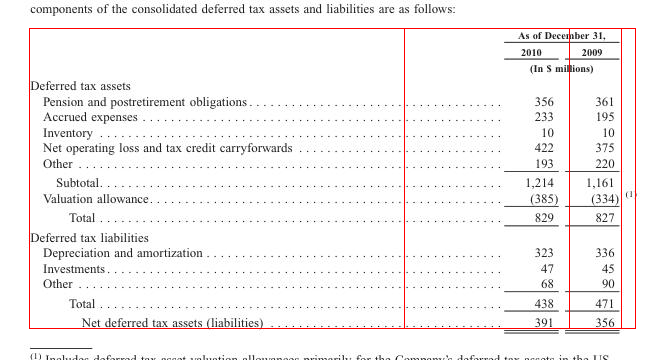 components of the consolidated deferred tax assets and liabilities are as follows:
As of December 31,
2010 2009
(In $ millions)
Deferred tax assets
Pension and postretirement obligations 356 361
Accrued expenses 233 195
Inventory 10 10
Net operating loss and tax credit carryforwards 422 375
Other 193 220
Subtotal 1,214 1,161
Valuation allowance (385) (334) (1)
Total 829 827
Deferred tax liabilities
Depreciation and amortization 323 336
Investments 47 45
Other 68 90
Total 438 471
Net deferred tax assets (liabilities) 391 356
(1) Includes deferred tax asset valuation allowances primarily for the Company's deferred tax assets in the US